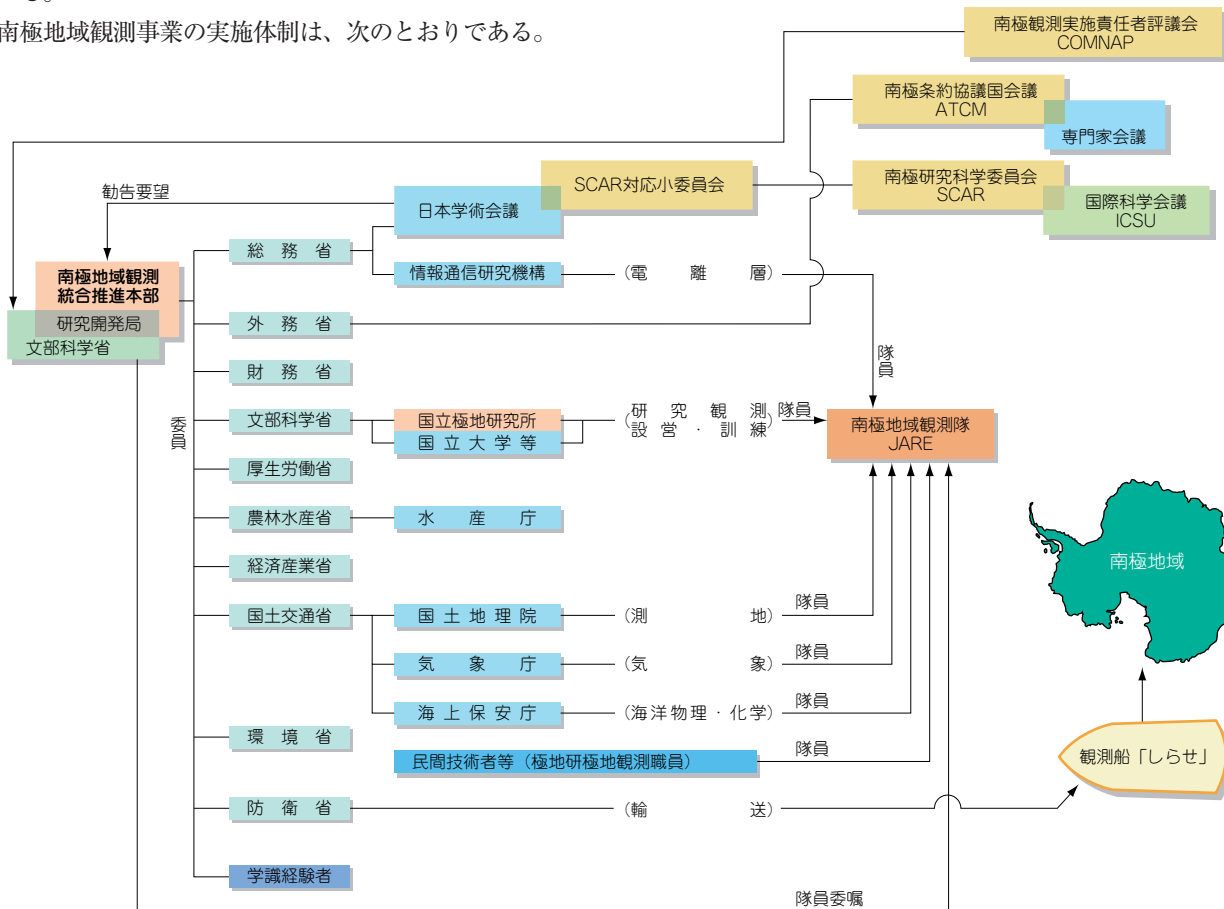 る。
南極地域観測事業の実施体制は、次のとおりである。
南極観測実施責任者評議会
COMNAP
南極条約協議国会議
ATCM
専門家会議
南極研究科学委員会
SCAR
国際科学会議
ICSU
SCAR対応小委員会
日本学術会議
勧告要望
南極地域観測
統合推進本部
研究開発局
文部科学省
委員
総務省
情報通信研究機構
(電離層)
外務省
財務省
隊員
文部科学省
国立極地研究所
国立大学等
(研究観測
設営・訓練)
隊員
南極地域観測隊
JARE
厚生労働省
農林水産省
水産庁
経済産業省
南極地域
国土交通省
国土地理院
(測地)
隊員
気象庁
(気象)
隊員
海上保安庁
(海洋物理・化学)
隊員
環境省
民間技術者等(極地研極地観測職員)
隊員
観測船「しらせ」
防衛省
(輸送)
学識経験者
隊員委嘱